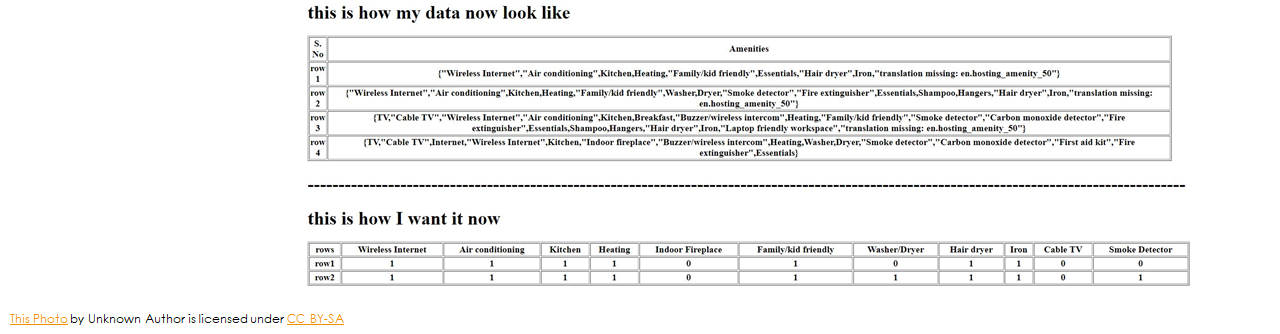 this is how my data now look like
S. No Amenities
row 1 {"Wireless Internet","Air conditioning",Kitchen,Heating,"Family/kid friendly",Essentials,"Hair dryer",Iron,"translation missing: en.hosting_amenity_50"}
row 2 {"Wireless Internet","Air conditioning",Kitchen,Heating,"Family/kid friendly",Washer,Dryer,"Smoke detector","Fire extinguisher",Essentials,Shampoo,Hangers,"Hair dryer",Iron,"translation missing:
en.hosting_amenity_50"}
row 3 {TV,"Cable TV","Wireless Internet","Air conditioning",Kitchen,Breakfast,"Buzzer/wireless intercom",Heating,"Family/kid friendly","Smoke detector","Carbon monoxide detector","Fire
extinguisher",Essentials,Shampoo,Hangers,"Hair dryer",Iron,"Laptop friendly workspace","translation missing: en.hosting_amenity_50"}
row 4 {TV,"Cable TV",Internet,"Wireless Internet",Kitchen,"Indoor fireplace","Buzzer/wireless intercom",Heating,Washer,Dryer,"Smoke detector","Carbon monoxide detector","First aid kit","Fire
extinguisher",Essentials}
this is how I want it now
rows Wireless Internet Air conditioning Kitchen Heating Indoor Fireplace Family/kid friendly Washer/Dryer Hair dryer Iron Cable TV Smoke Detector
row1 1 1 1 1 0 1 0 1 1 0 0
row2 1 1 1 1 0 1 1 1 1 0 1
This Photo by Unknown Author is licensed under CC BY-SA